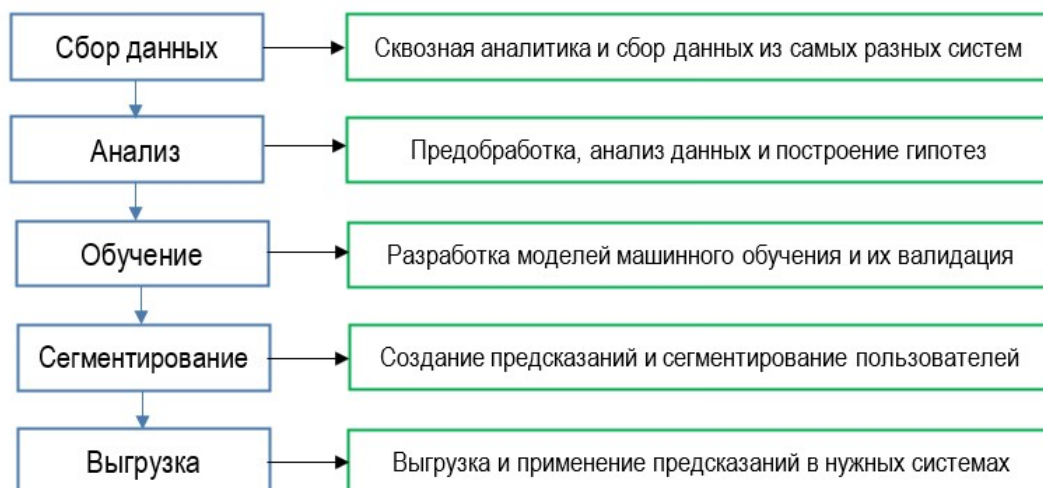 Сбор данных
Сквозная аналитика и сбор данных из самых разных систем
Анализ
Предобработка, анализ данных и построение гипотез
Обучение
Разработка моделей машинного обучения и их валидация
Сегментирование
Создание предсказаний и сегментирование пользователей
Выгрузка
Выгрузка и применение предсказаний в нужных системах